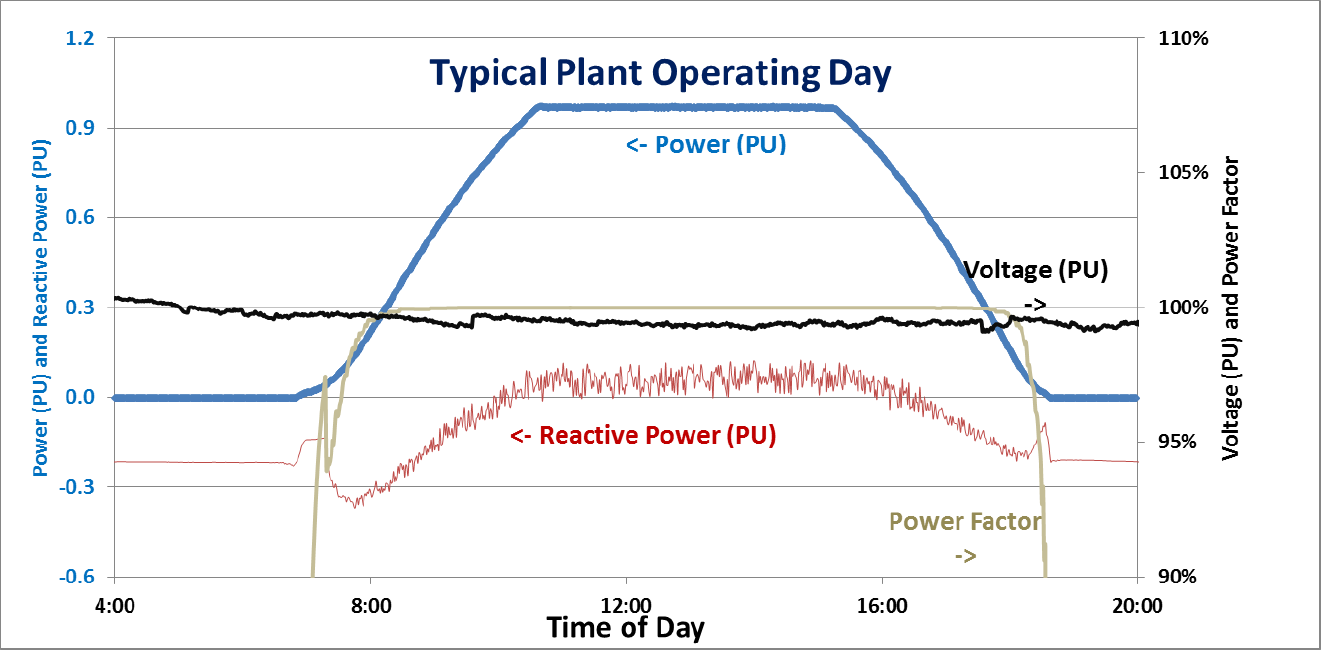 Typical Plant Operating Day
1.2
0.9
0.6
0.3
0.0
-0.3
-0.6
Power (PU) and Reactive Power (PU)
110%
105%
100%
95%
90%
Voltage (PU) and Power Factor
<- Power (PU)
Voltage (PU)
->
<- Reactive Power (PU)
Power Factor
->
4:00
8:00
12:00
16:00
20:00
Time of Day